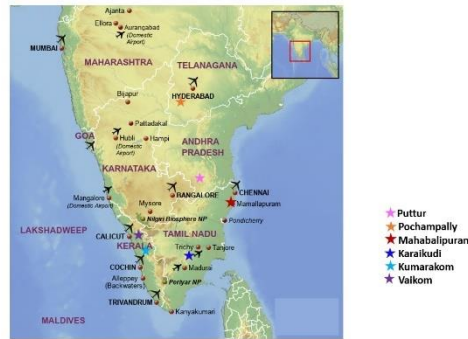 Ajanta
Ellora
Aurangabad
(Domestic
Airport)
MUMBAI
MAHARASHTRA
TELANAGANA
HYDERABAD
Bijapur
Pattadakal
GOA
Hubli
(Domestic
Airport)
Hampi
ANDHRA
PRADESH
KARNATAKA
BANGALORE
CHENNAI
Mangalore
(Domestic Airport)
Mysore
Mamallapuram
Nilgiri Biosphere NP
Pondicherry
LAKSHADWEEP
CALICUT
TAMIL NADU
KERALA
Trichy
Tanjore
COCHIN
Madurai
Alleppey
(Backwaters)
Periyar NP
TRIVANDRUM
Kanyakumari
MALDIVES
Puttur
Pochampally
Mahabalipuran
Karaikudi
Kumarakom
Vaikom